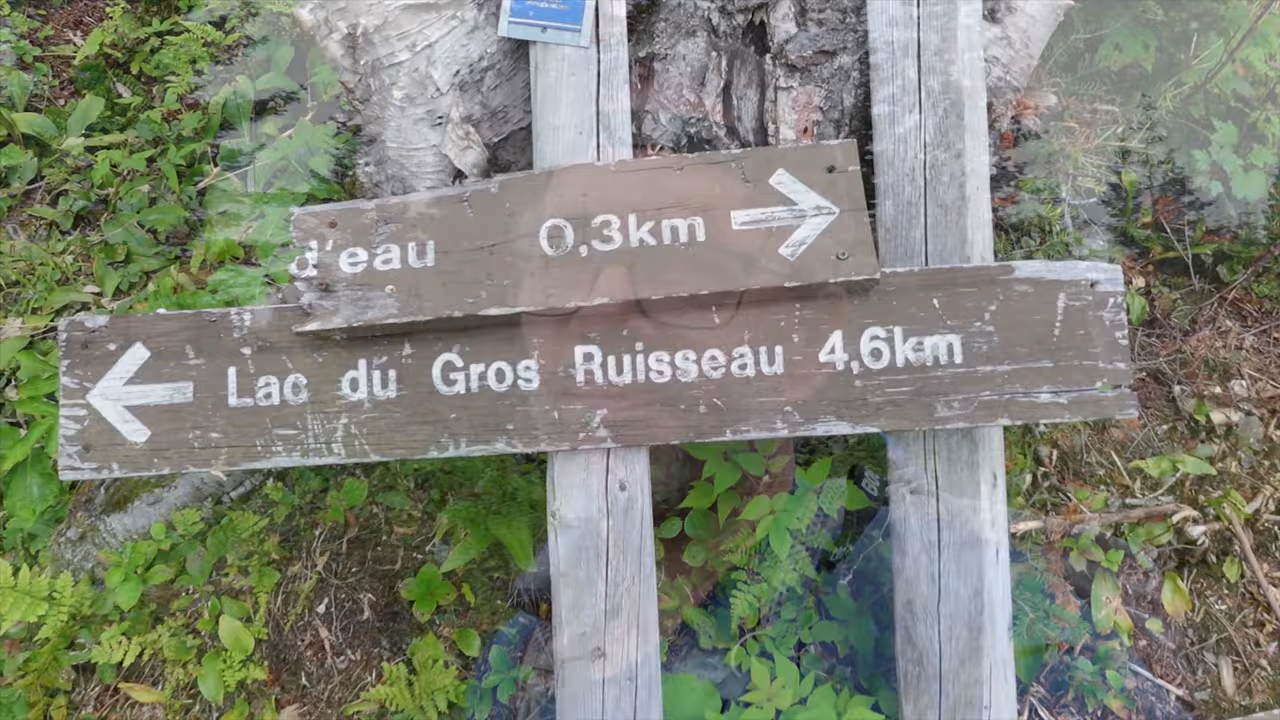 d'eau 0,3km →
← Lac du Gros Ruisseau 4,6km